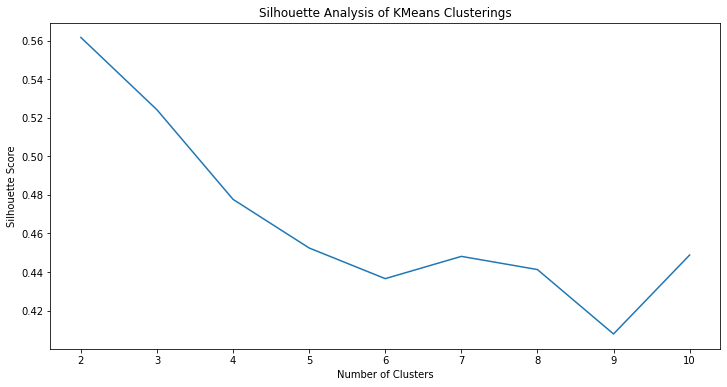 Silhouette Analysis of KMeans Clusterings
0.56
0.54
0.52
0.50
0.48
0.46
0.44
0.42
Silhouette Score
2 3 4 5 6 7 8 9 10
Number of Clusters